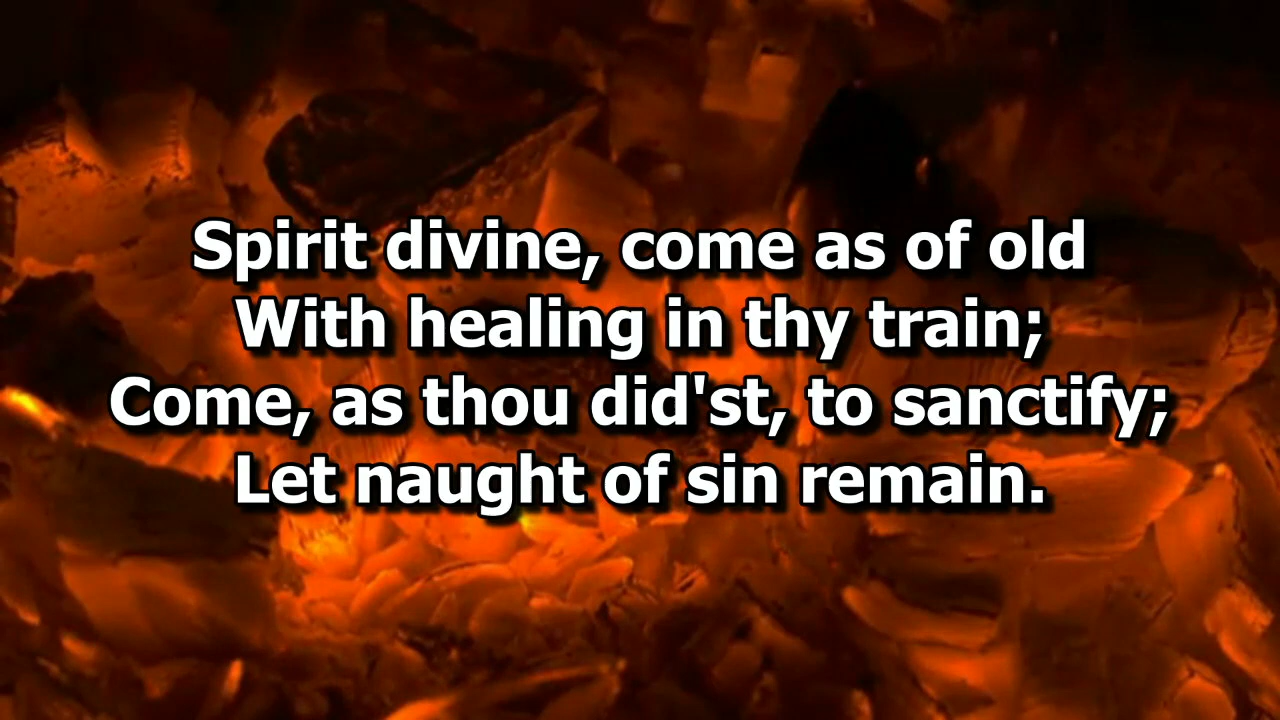 Spirit divine, come as of old
With healing in thy train;
Come, as thou did'st, to sanctify;
Let naught of sin remain.